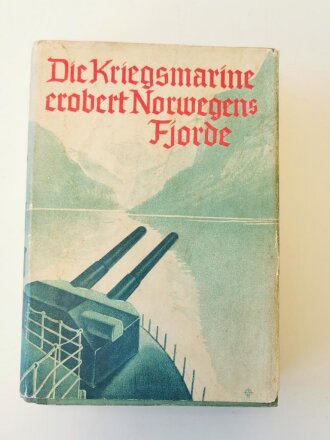 Die Kriegsmarine
erobert Norwegens
Fjorde